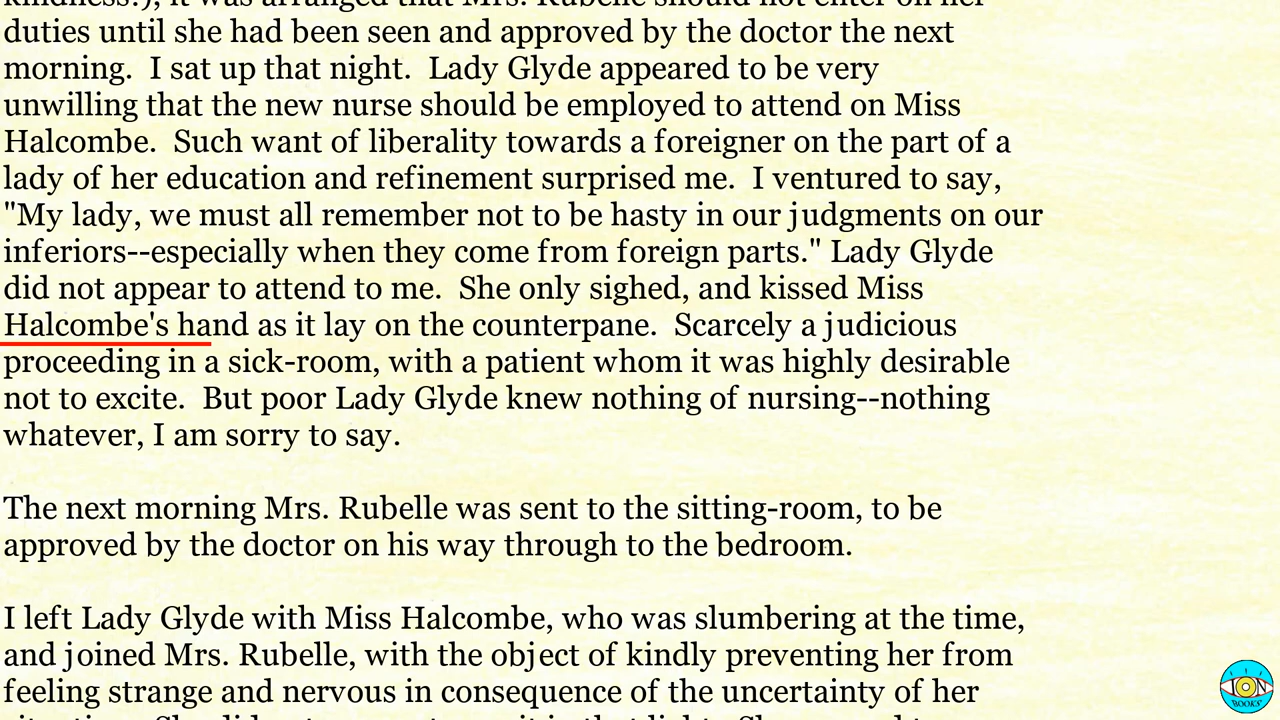 duties until she had been seen and approved by the doctor the next
morning.  I sat up that night.  Lady Glyde appeared to be very
unwilling that the new nurse should be employed to attend on Miss
Halcombe.  Such want of liberality towards a foreigner on the part of a
lady of her education and refinement surprised me.  I ventured to say,
"My lady, we must all remember not to be hasty in our judgments on our
inferiors--especially when they come from foreign parts." Lady Glyde
did not appear to attend to me.  She only sighed, and kissed Miss
Halcombe's hand as it lay on the counterpane.  Scarcely a judicious
proceeding in a sick-room, with a patient whom it was highly desirable
not to excite.  But poor Lady Glyde knew nothing of nursing--nothing
whatever, I am sorry to say.
The next morning Mrs. Rubelle was sent to the sitting-room, to be
approved by the doctor on his way through to the bedroom.
I left Lady Glyde with Miss Halcombe, who was slumbering at the time,
and joined Mrs. Rubelle, with the object of kindly preventing her from
feeling strange and nervous in consequence of the uncertainty of her
ION
BOOKS